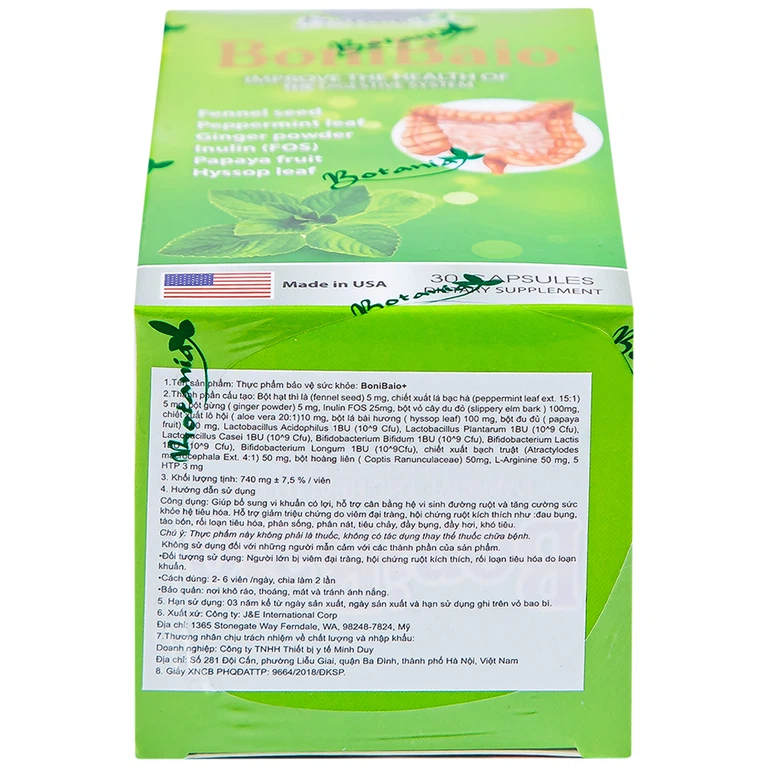 BoniBaio
IMPROVE THE HEALTH OF
THE DIGESTIVE SYSTEM
Fennel seed
Peppermint leaf
Ginger powder
Inulin (FOS)
Papaya fruit
Hyssop leaf
Botania
Botania
Made in USA
30 CAPSULES
DIETARY SUPPLEMENT
Botania
Botania
Botania
1.Tên sản phẩm: Thực phẩm bảo vệ sức khỏe: BoniBaio+
2.Thành phần cấu tạo: Bột hạt thì là (fennel seed) 5 mg, chiết xuất lá bạc hà (peppermint leaf ext. 15:1)
5 mg, bột gừng ( ginger powder) 5 mg, Inulin FOS 25mg, bột vỏ cây du đỏ (slippery elm bark ) 100mg,
chiết xuất lô hội ( aloe vera 20:1)10 mg, bột lá bài hương ( hyssop leaf) 100 mg, bột đu đủ ( papaya
fruit) mg, Lactobacillus Acidophilus 1BU (10^9 Cfu), Lactobacillus Plantarum 1BU (10^9 Cfu),
Lactobacillus Casei 1BU (10^9 Cfu), Bifidobacterium Bifidum 1BU (10^9 Cfu), Bifidobacterium Lactis
1BU (10^9 Cfu), Bifidobacterium Longum 1BU (10^9Cfu), chiết xuất bạch truật (Atractylodes
macrocephala Ext. 4:1) 50 mg, bột hoàng liên ( Coptis Ranunculaceae) 50mg, L-Arginine 50 mg, 5
HTP 3 mg
3. Khối lượng tịnh: 740 mg ± 7,5 % / viên
4. Hướng dẫn sử dụng
Công dụng: Giúp bổ sung vi khuẩn có lợi, hỗ trợ cân bằng hệ vi sinh đường ruột và tăng cường sức
khỏe hệ tiêu hóa. Hỗ trợ giảm triệu chứng do viêm đại tràng, hội chứng ruột kích thích như :đau bụng,
táo bón, rối loạn tiêu hóa, phân sống, phân nát, tiêu chảy, đầy bụng, đầy hơi, khó tiêu.
Chú ý: Thực phẩm này không phải là thuốc, không có tác dụng thay thế thuốc chữa bệnh.
Không sử dụng đối với những người mẫn cảm với các thành phần của sản phẩm.
•Đối tượng sử dụng: Người lớn bị viêm đại tràng, hội chứng ruột kích thích, rối loạn tiêu hóa do loạn
khuẩn.
•Cách dùng: 2- 6 viên /ngày, chia làm 2 lần
•Bảo quản: nơi khô ráo, thoáng, mát và tránh ánh nắng.
5. Hạn sử dụng: 03 năm kể từ ngày sản xuất, ngày sản xuất và hạn sử dụng ghi trên vỏ bao bì.
6. Xuất xứ: Công ty: J&E International Corp
Địa chỉ: 1365 Stonegate Way Ferndale, WA, 98248-7824, Mỹ
7.Thương nhân chịu trách nhiệm về chất lượng và nhập khẩu:
Doanh nghiệp: Công ty TNHH Thiết bị y tế Minh Duy
Địa chỉ: Số 281 Đội Cấn, phường Liễu Giai, quận Ba Đình, thành phố Hà Nội, Việt Nam
8. Giấy XNCB PHQĐATTP: 9664/2018/ĐKSP.